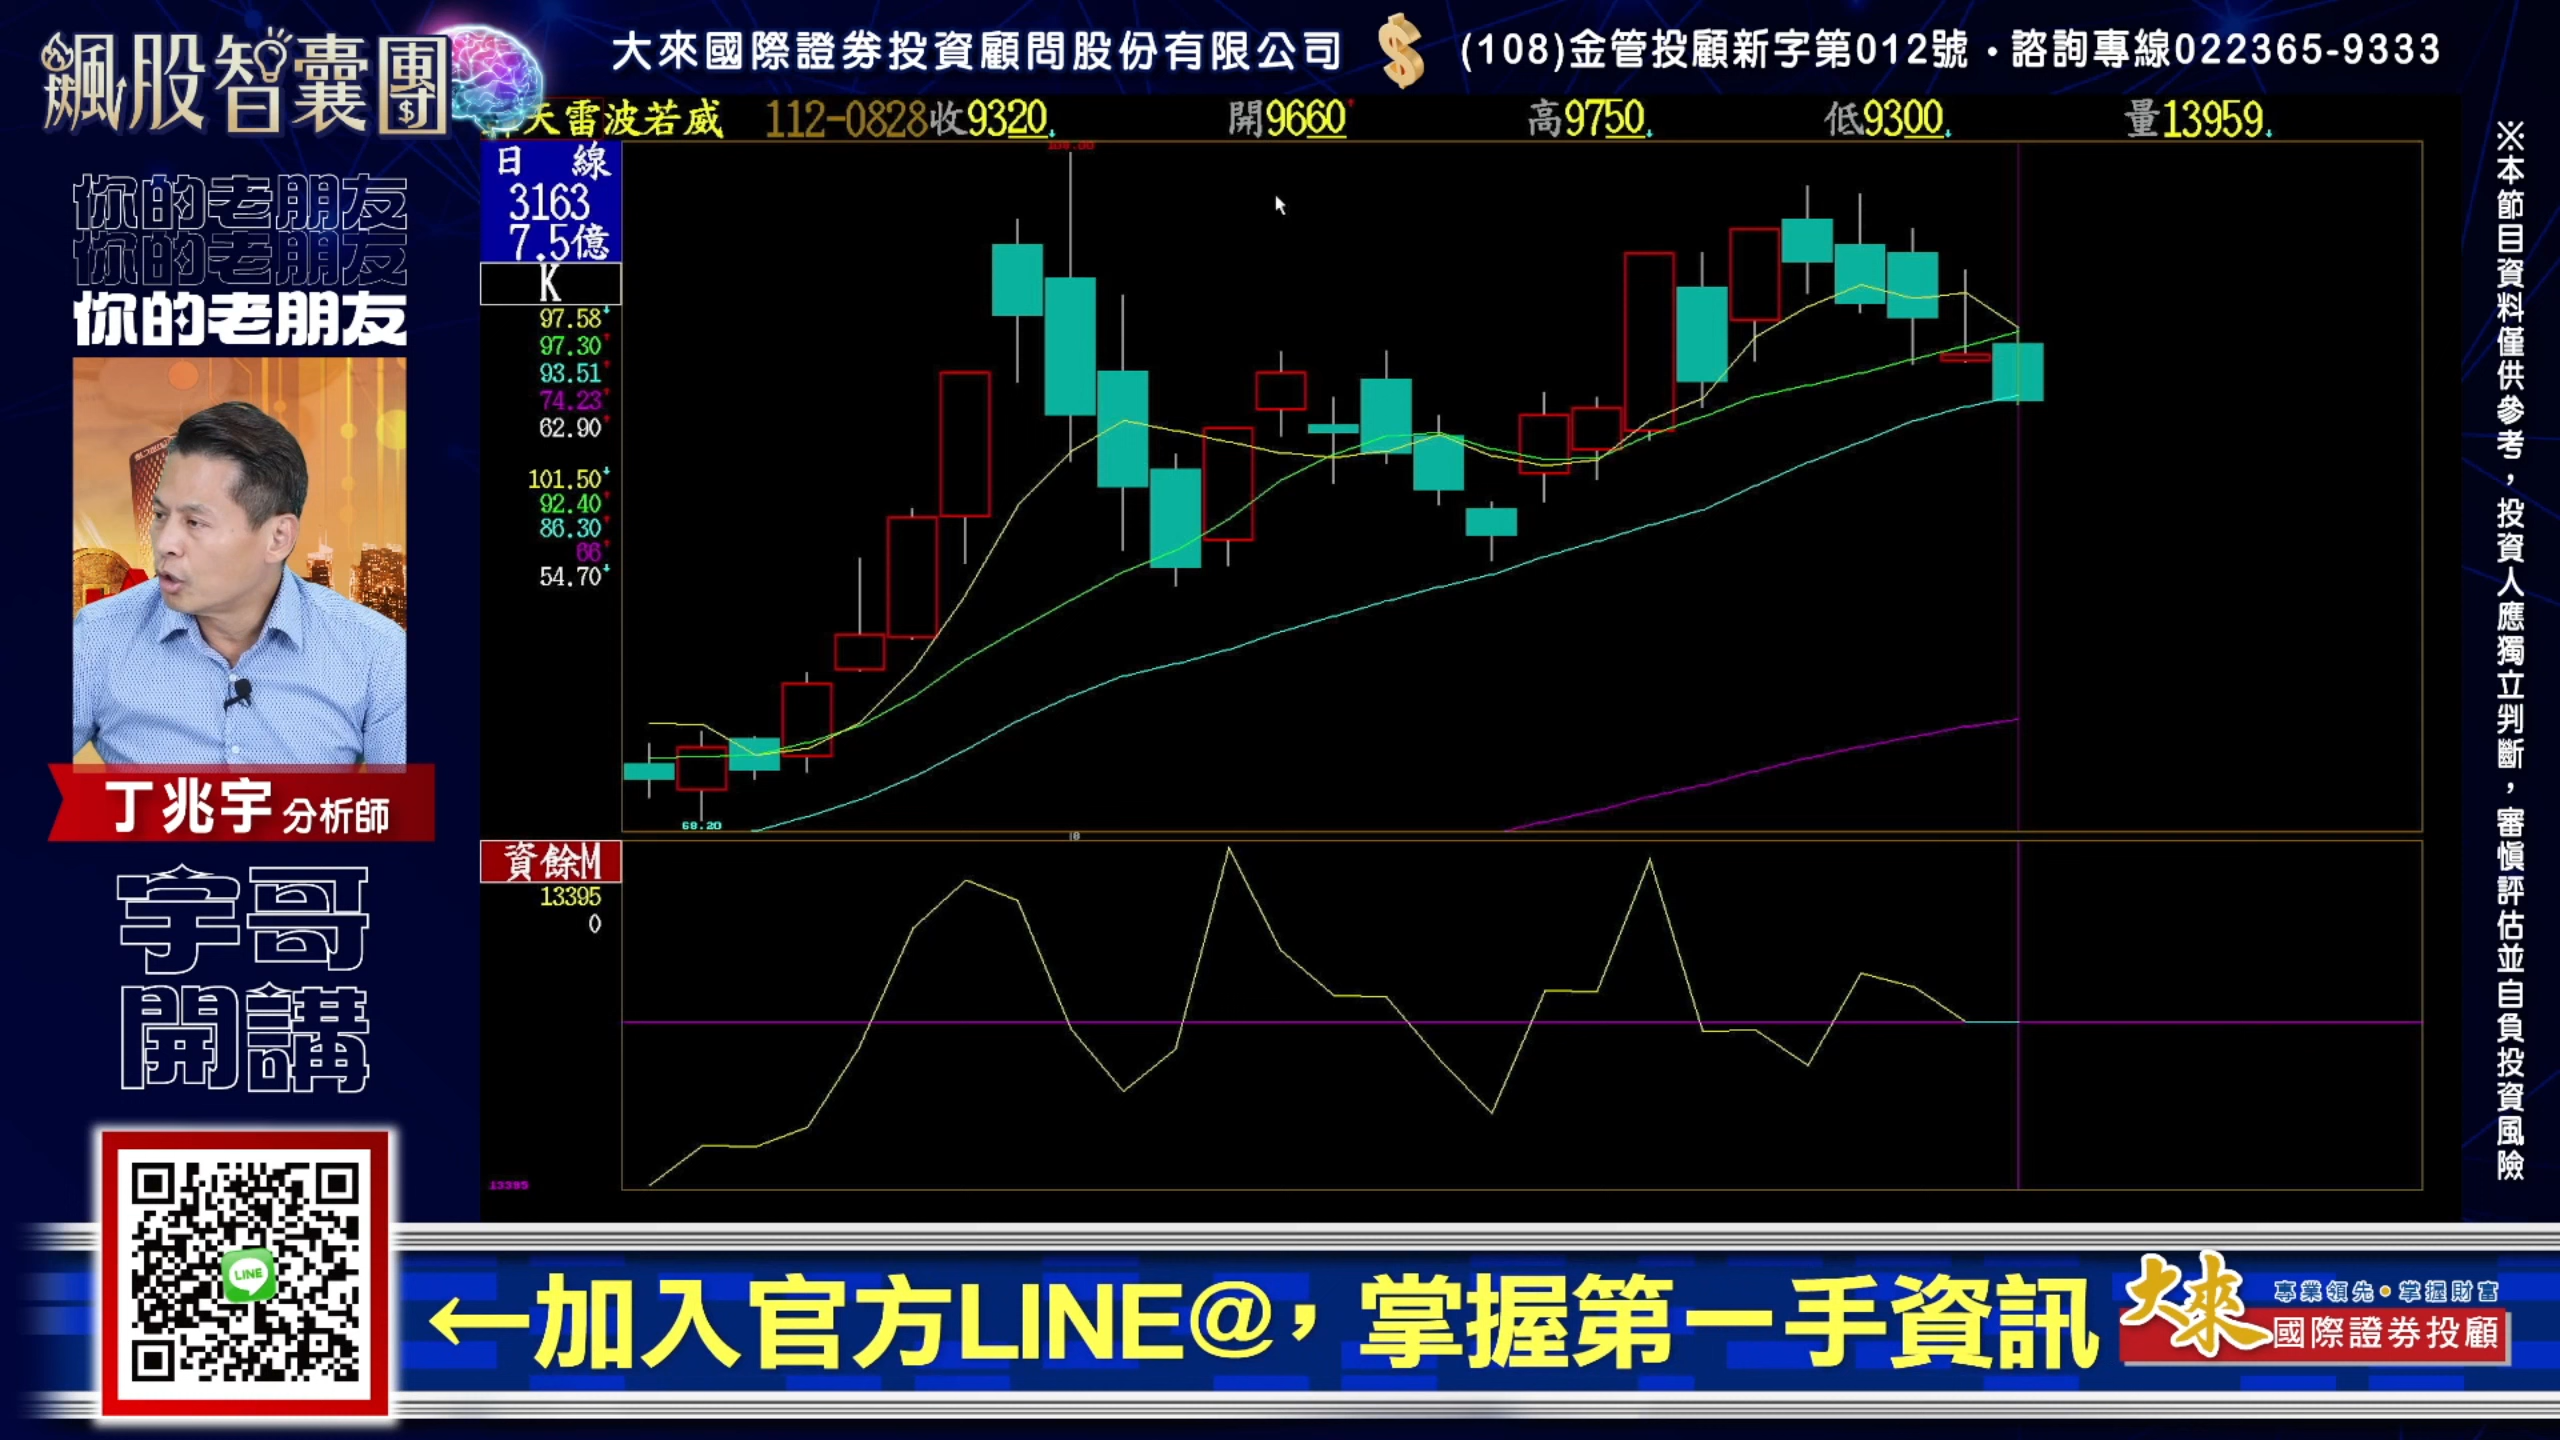 飆股智囊團
大來國際證券投資顧問股份有限公司
(108)金管投顧新字第012號・諮詢專線022365-9333
你的老朋友
你的老朋友
你的老朋友
丁兆宇 分析師
宇哥
開講
天雷波若威 112-0828 收9320 開9660 高9750 低9300 量13959
日 線
3163
7.5億
K
97.58
97.30
93.51
74.23
62.90
101.50
92.40
86.30
66
54.70
109.00
68.20
資餘M
13395
0
13395
※本節目資料僅供參考，投資人應獨立判斷，審慎評估並自負投資風險
LINE
←加入官方LINE@，掌握第一手資訊
大來
專業領先・掌握財富
國際證券投顧